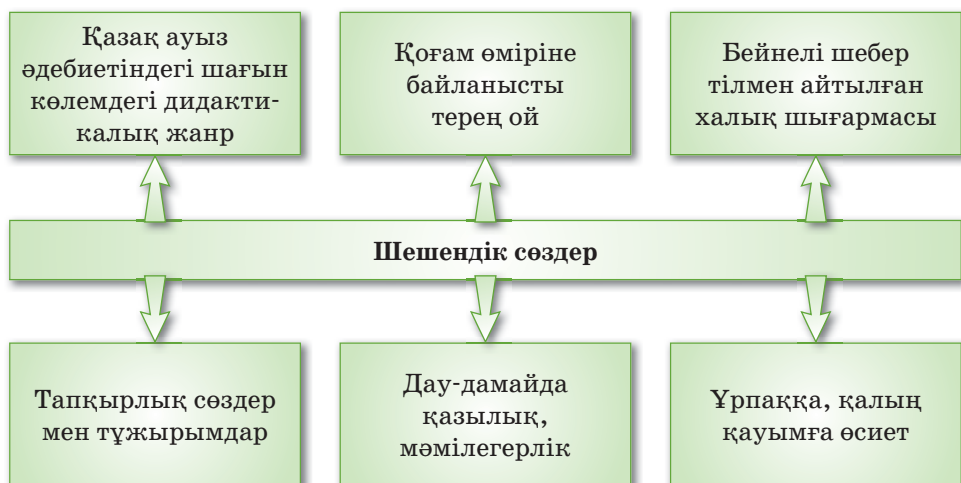 Қазақ ауыз
әдебиетіндегі шағын
көлемдегі дидакти-
калық жанр
Қоғам өміріне
байланысты
терең ой
Бейнелі шебер
тілмен айтылған
халық шығармасы
Шешендік сөздер
Тапқырлық сөздер
мен тұжырымдар
Дау-дамайда
қазылық,
мәмілегерлік
Ұрпаққа, қалың
қауымға өсиет